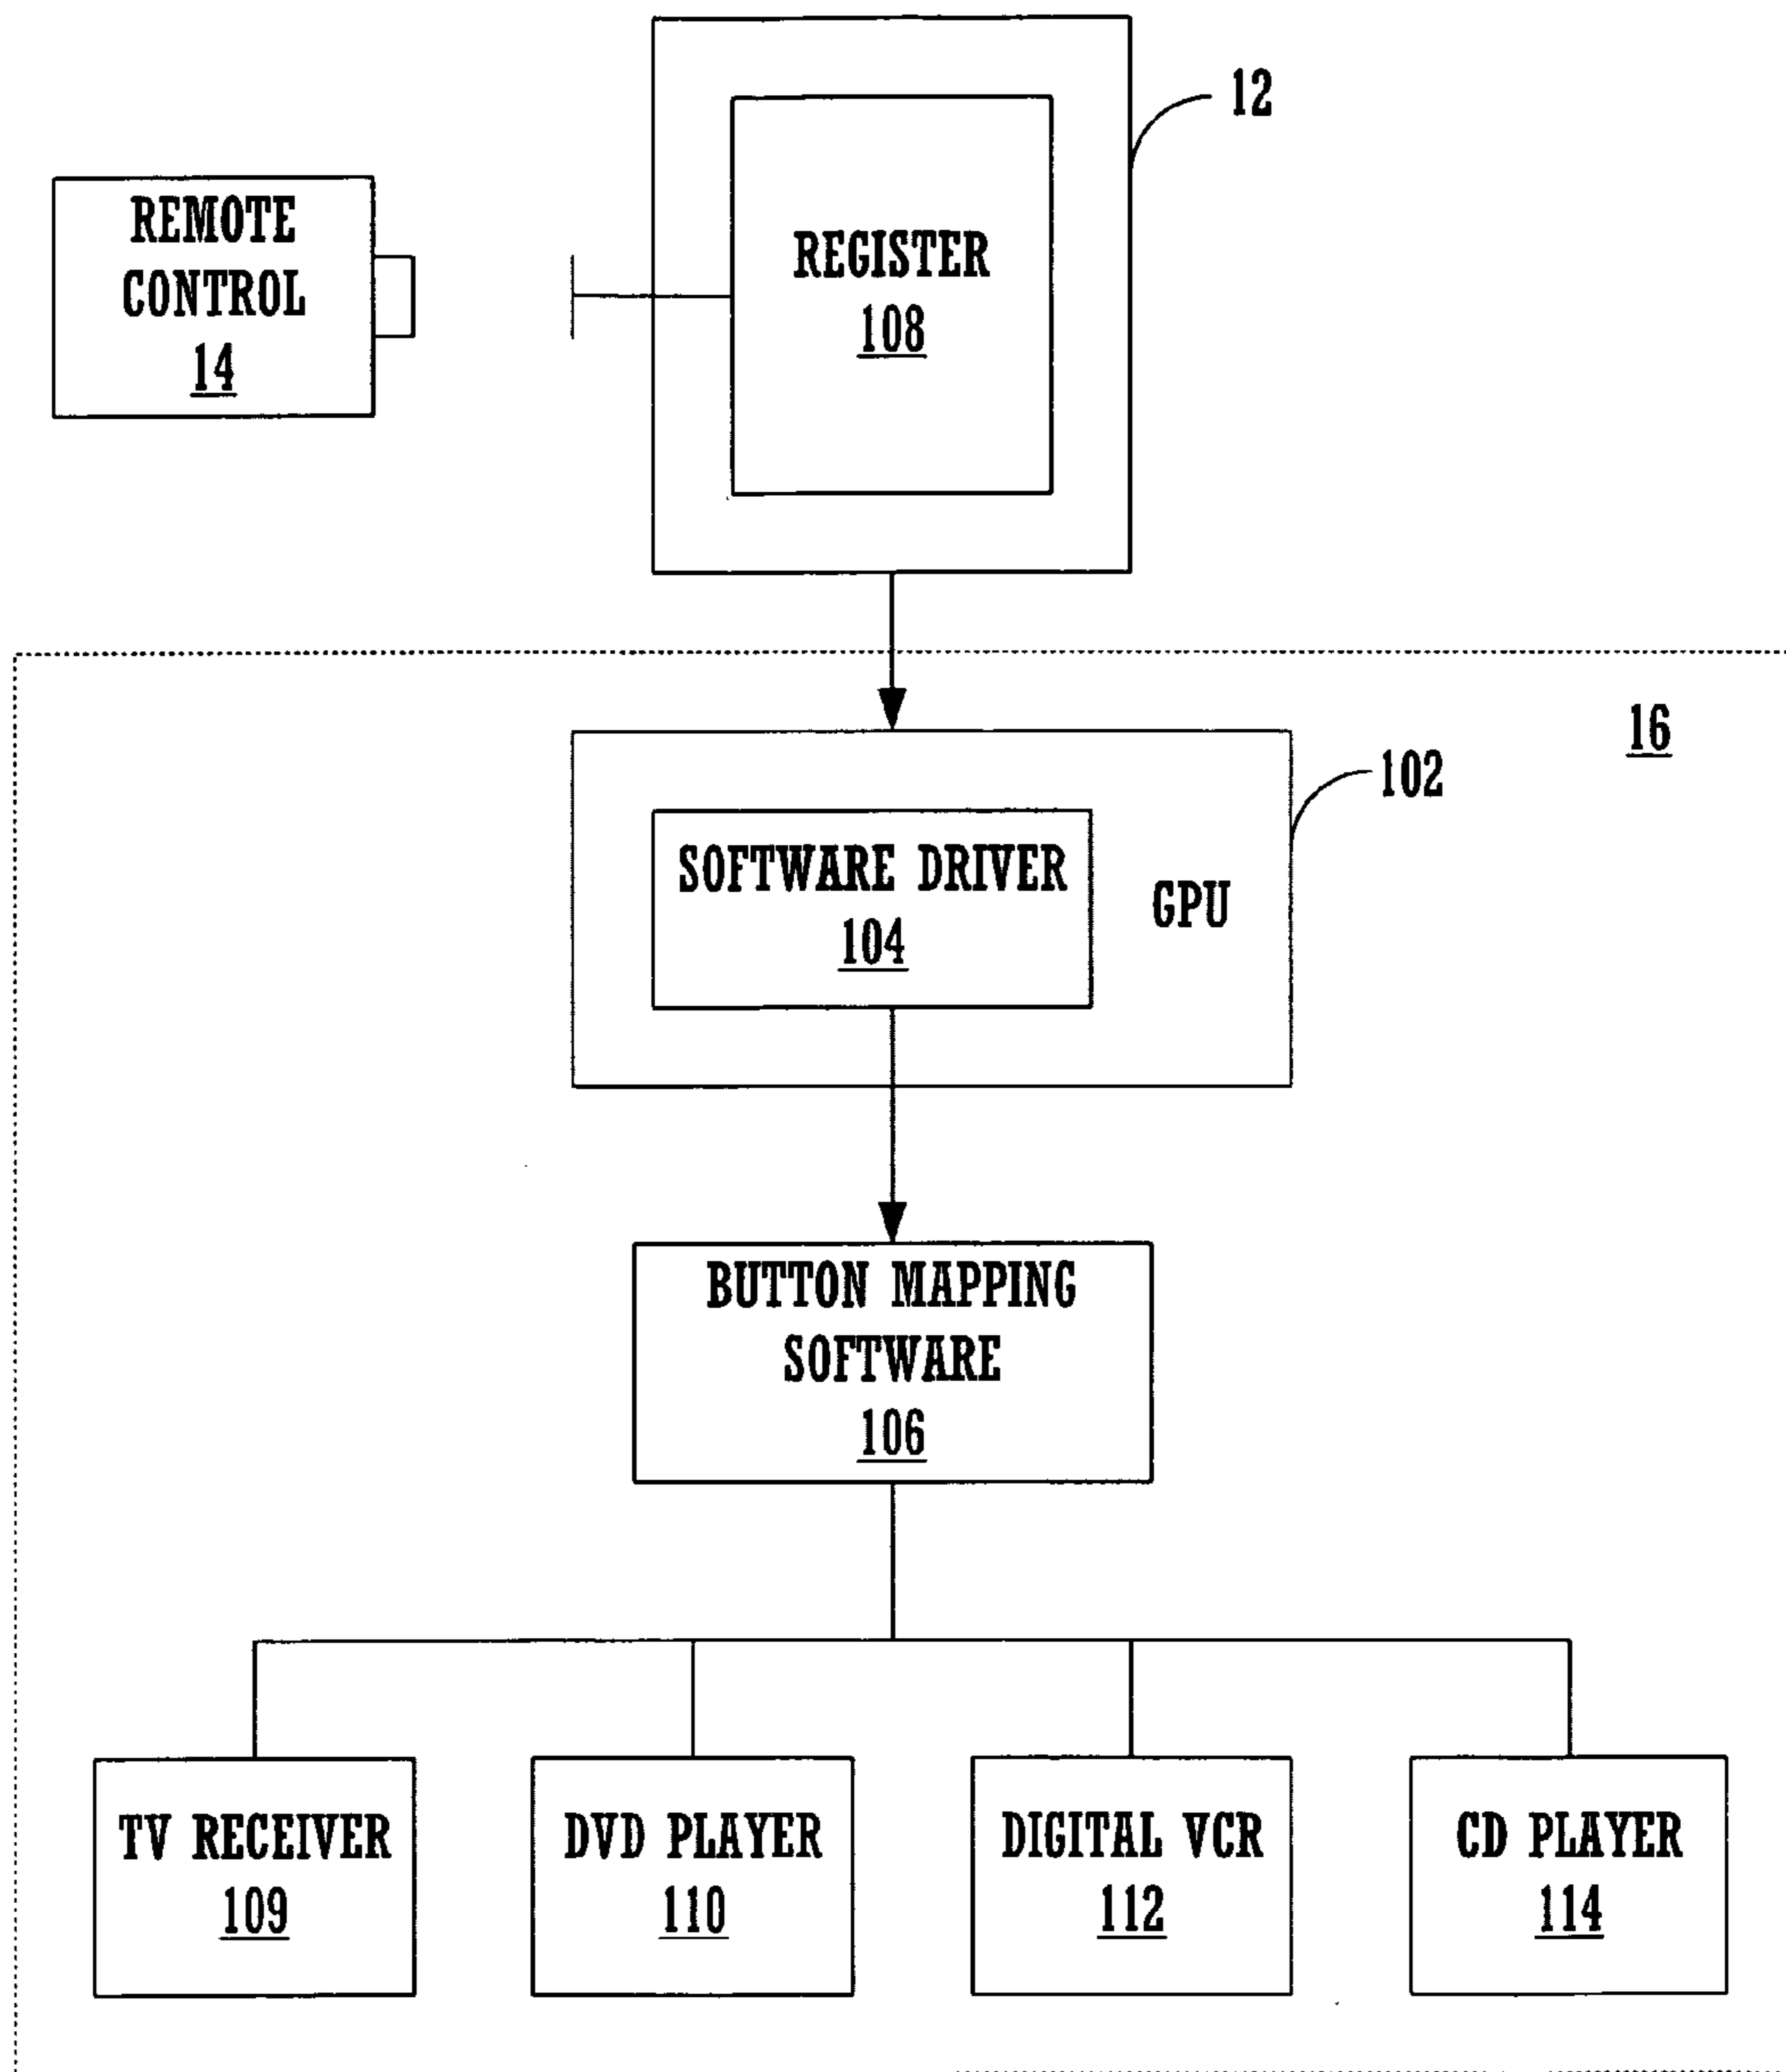 12
REMOTE
CONTROL
14
REGISTER
108
16
102
SOFTWARE DRIVER
104
GPU
BUTTON MAPPING
SOFTWARE
106
TV RECEIVER
109
DVD PLAYER
110
DIGITAL VCR
112
CD PLAYER
114